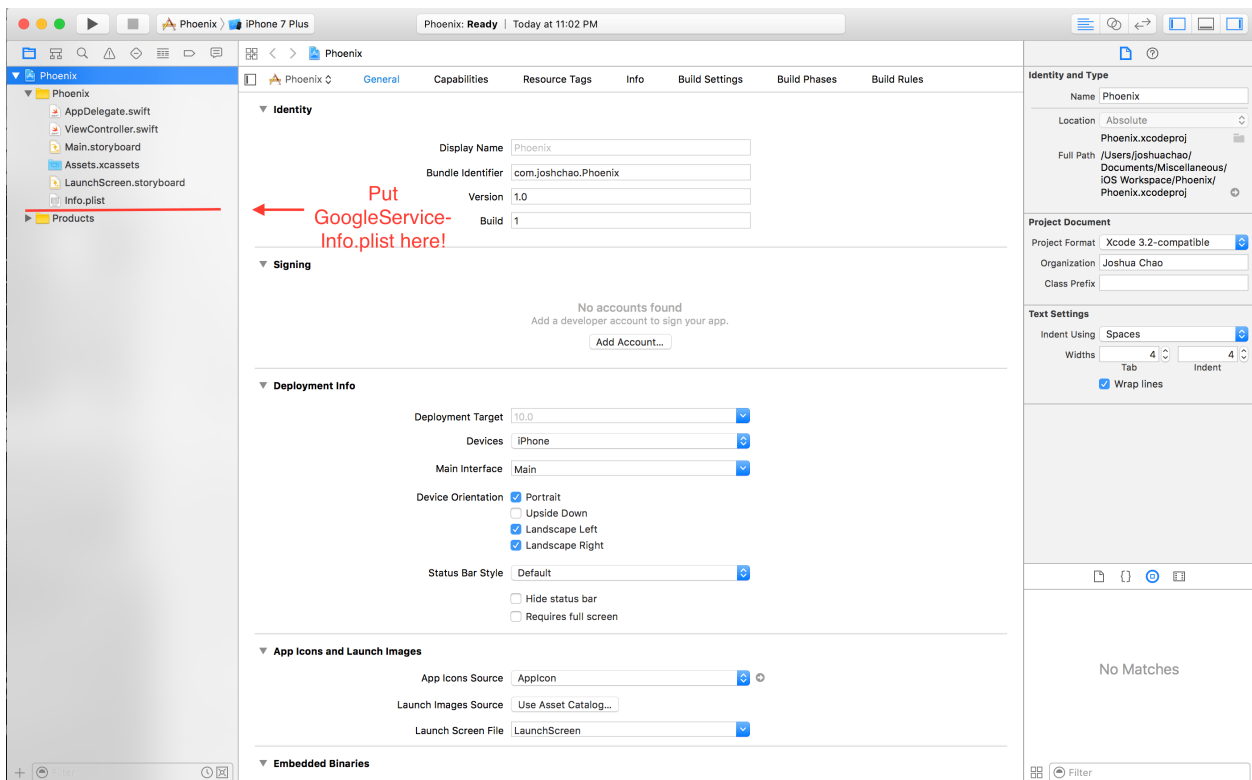 Phoenix iPhone 7 Plus
Phoenix: Ready | Today at 11:02 PM
Phoenix
Phoenix
AppDelegate.swift
ViewController.swift
Main.storyboard
Assets.xcassets
LaunchScreen.storyboard
Info.plist
Products
Phoenix
Phoenix General Capabilities Resource Tags Info Build Settings Build Phases Build Rules
Put
GoogleService-
Info.plist here!
Identity
Display Name Phoenix
Bundle Identifier com.joshchao.Phoenix
Version 1.0
Build 1
Signing
No accounts found
Add a developer account to sign your app.
Add Account...
Deployment Info
Deployment Target 10.0
Devices iPhone
Main Interface Main
Device Orientation Portrait
Upside Down
Landscape Left
Landscape Right
Status Bar Style Default
Hide status bar
Requires full screen
App Icons and Launch Images
App Icons Source AppIcon
Launch Images Source Use Asset Catalog...
Launch Screen File LaunchScreen
Embedded Binaries
Identity and Type
Name Phoenix
Location Absolute
Phoenix.xcodeproj
Full Path /Users/joshuachao/
Documents/Miscellaneous/
iOS Workspace/Phoenix/
Phoenix.xcodeproj
Project Document
Project Format Xcode 3.2-compatible
Organization Joshua Chao
Class Prefix
Text Settings
Indent Using Spaces
Widths 4 4
Tab Indent
Wrap lines
No Matches
Filter
Filter